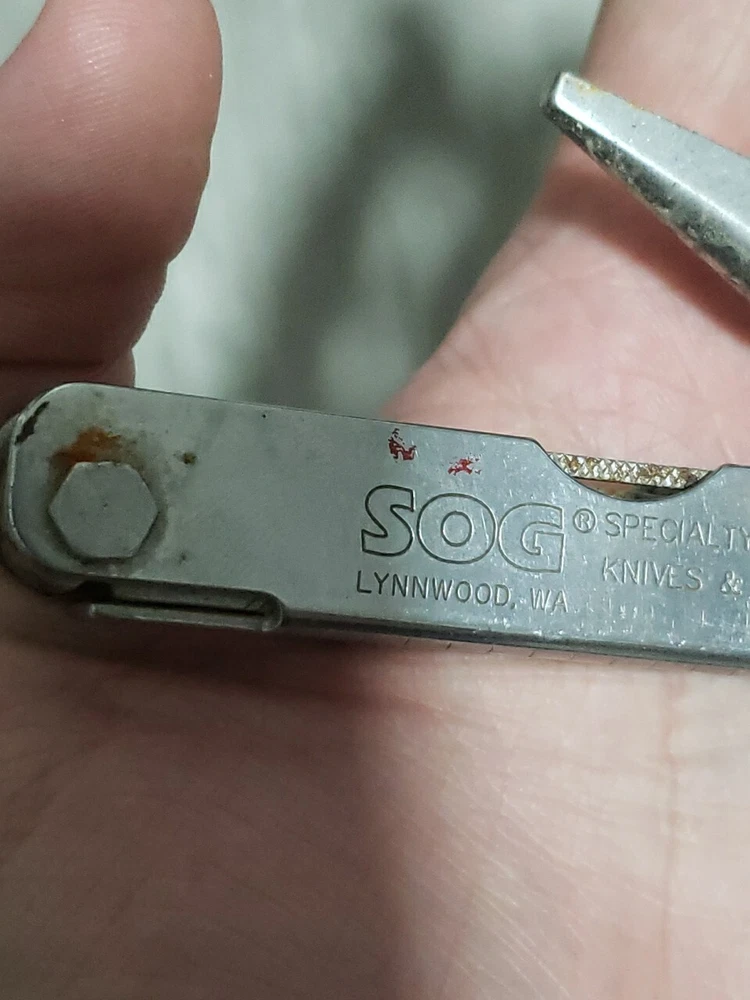 SOG® SPECIALTY
KNIVES &
LYNNWOOD, WA